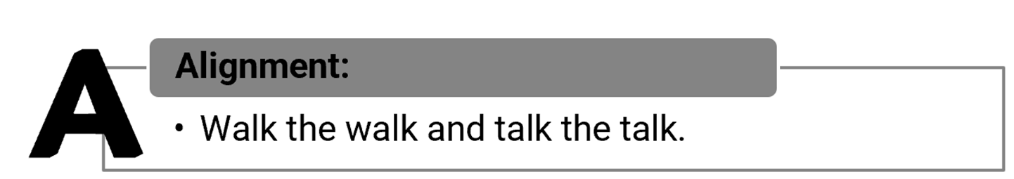 A
Alignment:
• Walk the walk and talk the talk.